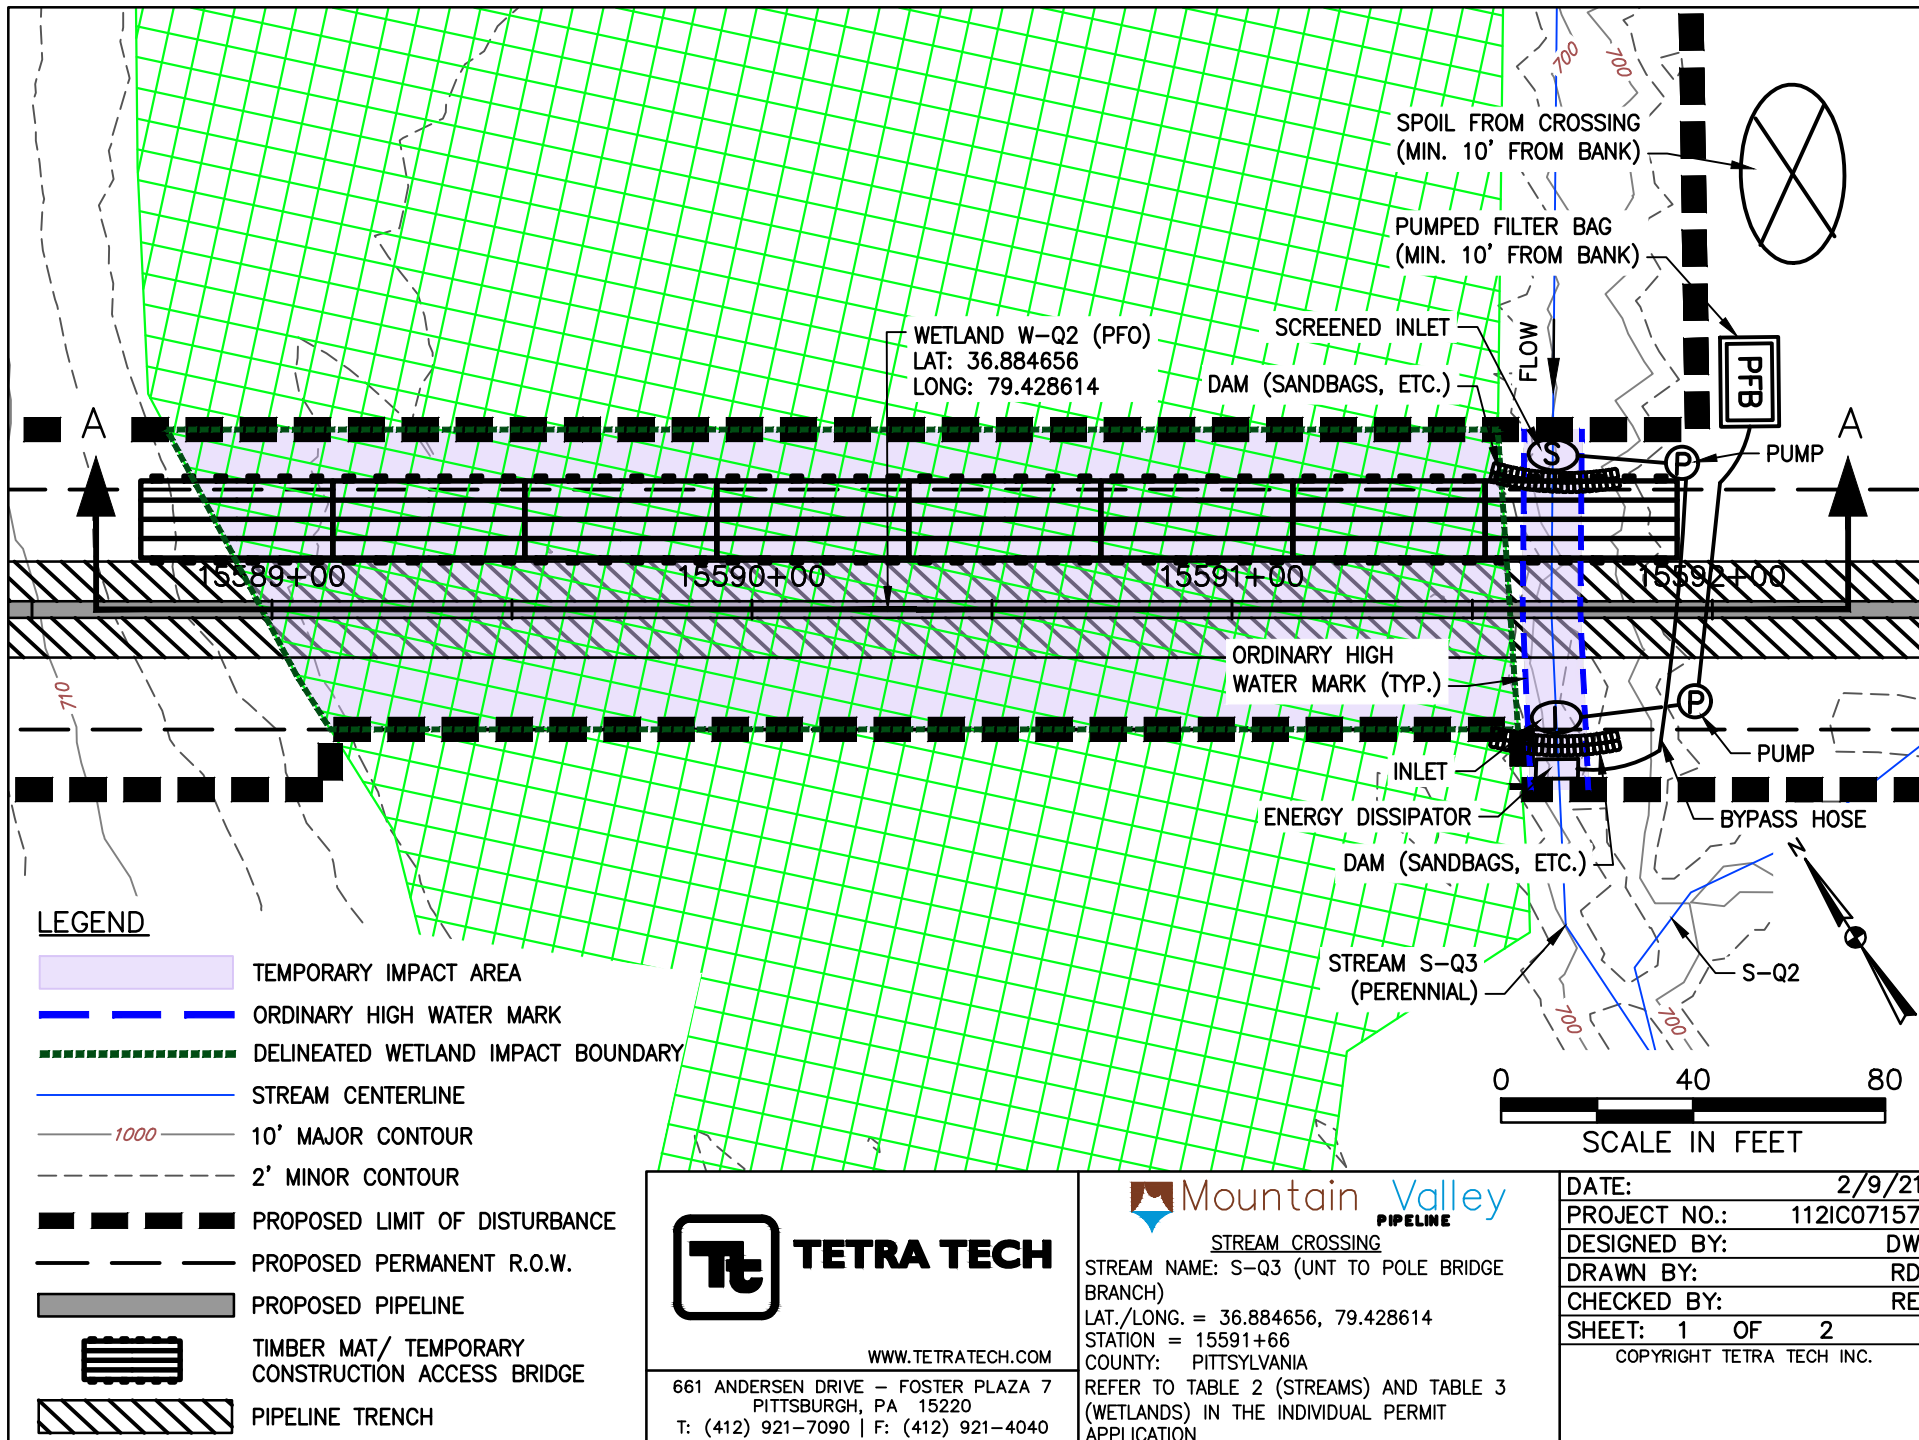 700
700
SPOIL FROM CROSSING
(MIN. 10' FROM BANK)
PUMPED FILTER BAG
(MIN. 10' FROM BANK)
WETLAND W-Q2 (PFO)
LAT: 36.884656
LONG: 79.428614
SCREENED INLET
FLOW
DAM (SANDBAGS, ETC.)
PFB
A
A
S
P
PUMP
15589+00
15590+00
15591+00
15592+00
ORDINARY HIGH
WATER MARK (TYP.)
710
P
PUMP
INLET
ENERGY DISSIPATOR
BYPASS HOSE
DAM (SANDBAGS, ETC.)
N
STREAM S-Q3
(PERENNIAL)
S-Q2
700
700
LEGEND
TEMPORARY IMPACT AREA
ORDINARY HIGH WATER MARK
DELINEATED WETLAND IMPACT BOUNDARY
STREAM CENTERLINE
1000
10' MAJOR CONTOUR
2' MINOR CONTOUR
PROPOSED LIMIT OF DISTURBANCE
PROPOSED PERMANENT R.O.W.
PROPOSED PIPELINE
TIMBER MAT/ TEMPORARY
CONSTRUCTION ACCESS BRIDGE
PIPELINE TRENCH
0 40 80
SCALE IN FEET
Tt
TETRA TECH
WWW.TETRATECH.COM
661 ANDERSEN DRIVE – FOSTER PLAZA 7
PITTSBURGH, PA 15220
T: (412) 921-7090 | F: (412) 921-4040
Mountain Valley
PIPELINE
STREAM CROSSING
STREAM NAME: S-Q3 (UNT TO POLE BRIDGE
BRANCH)
LAT./LONG. = 36.884656, 79.428614
STATION = 15591+66
COUNTY: PITTSYLVANIA
REFER TO TABLE 2 (STREAMS) AND TABLE 3
(WETLANDS) IN THE INDIVIDUAL PERMIT
APPLICATION
DATE: 2/9/21
PROJECT NO.: 112IC07157
DESIGNED BY: DW
DRAWN BY: RD
CHECKED BY: RE
SHEET: 1 OF 2
COPYRIGHT TETRA TECH INC.